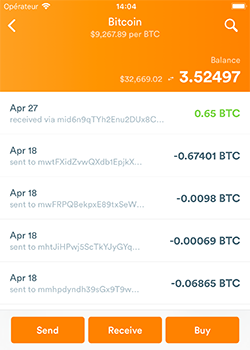 Opérateur 14:04
Bitcoin
$9,267.89 per BTC
Balance
$32,669.02 3.52497
Apr 27
received via mid6n9qTYh2Enu2DUx8C... 0.65 BTC
Apr 18
sent to mwtFXidZvwQXdb1EpjkX... -0.67401 BTC
Apr 18
sent to mwFRPQBekpxE89txSeW... -0.0098 BTC
Apr 18
sent to mhtJiHPwj5ScTkYJyGYq... -0.00069 BTC
Apr 18
sent to mmhpdyndh39sGx9T9w... -0.06865 BTC
Send Receive Buy